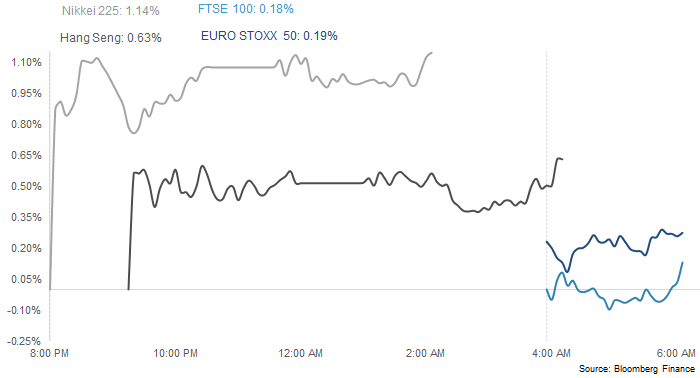 Nikkei 225: 1.14%
FTSE 100: 0.18%
Hang Seng: 0.63%
EURO STOXX 50: 0.19%
1.10%
0.95%
0.80%
0.65%
0.50%
0.35%
0.20%
0.05%
-0.10%
-0.25%
8:00 PM
10:00 PM
12:00 AM
2:00 AM
4:00 AM
6:00 AM
Source: Bloomberg Finance